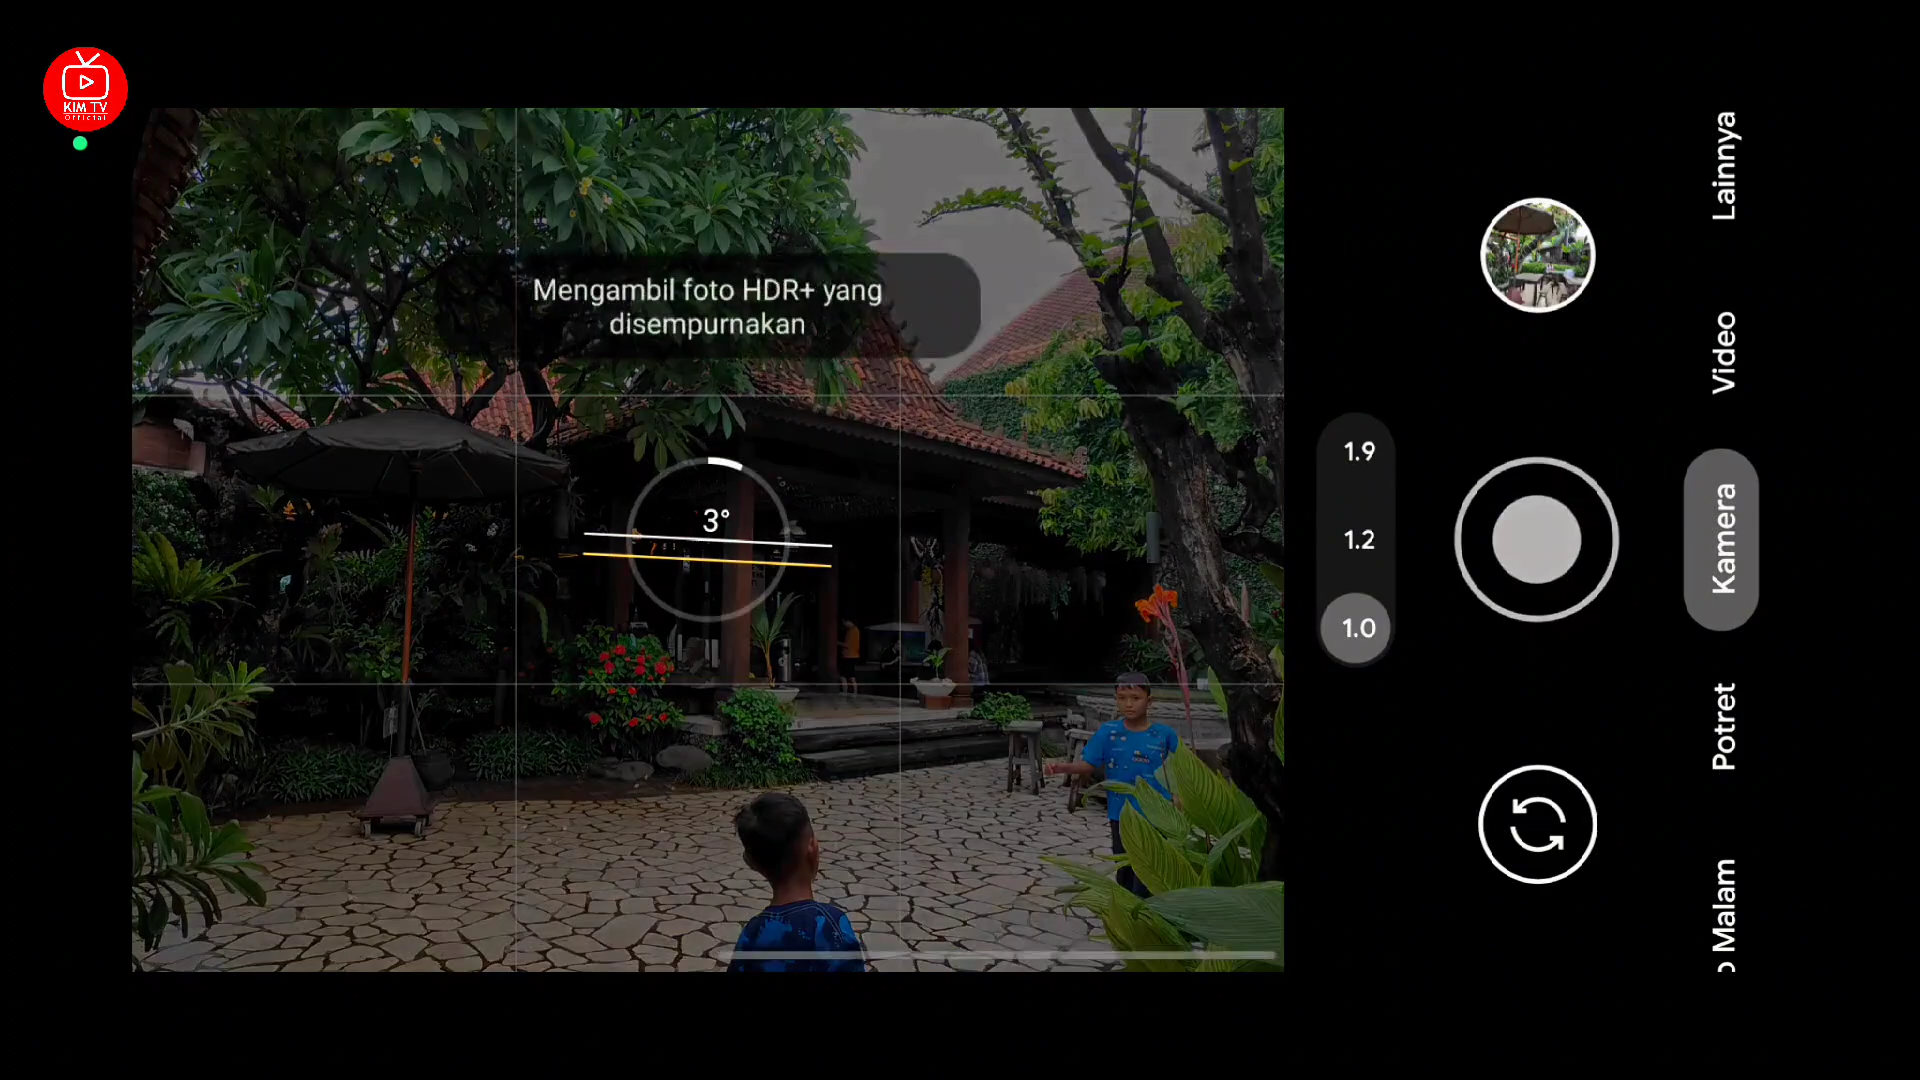 KIM TV
Official
Mengambil foto HDR+ yang
disempurnakan
3°
1.9
1.2
1.0
Lainnya
Video
Kamera
Potret
Malam